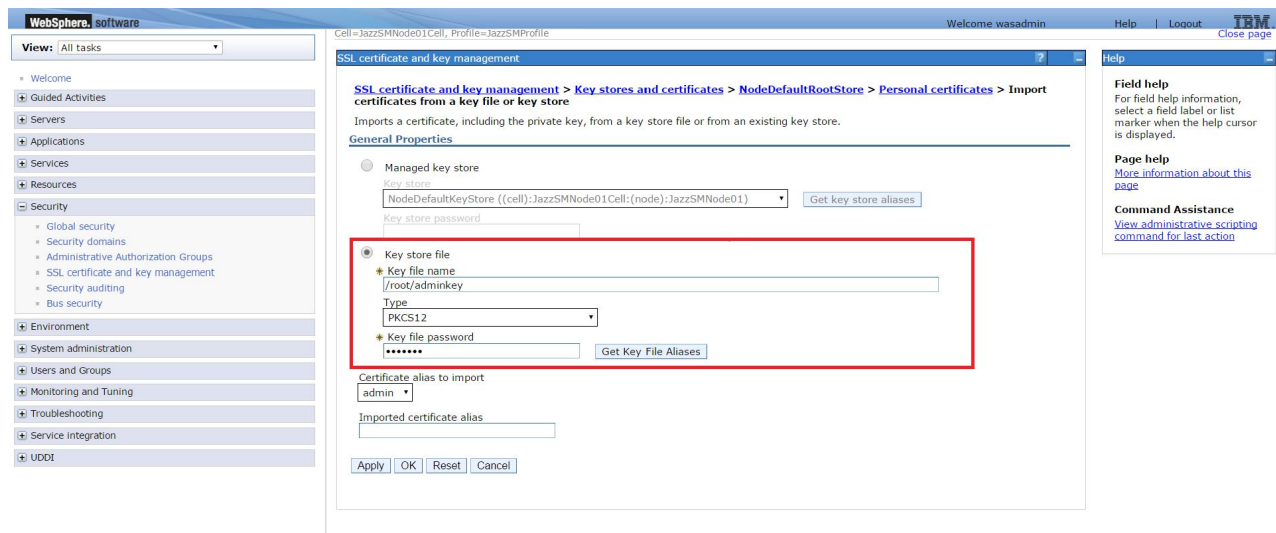 WebSphere. software
Welcome wasadmin
Help | Logout
IBM.
Cell=JazzSMNode01Cell, Profile=JazzSMProfile
Close page
View: All tasks
Welcome
Guided Activities
Servers
Applications
Services
Resources
Security
Global security
Security domains
Administrative Authorization Groups
SSL certificate and key management
Security auditing
Bus security
Environment
System administration
Users and Groups
Monitoring and Tuning
Troubleshooting
Service integration
UDDI
SSL certificate and key management
? -
SSL certificate and key management > Key stores and certificates > NodeDefaultRootStore > Personal certificates > Import
certificates from a key file or key store
Imports a certificate, including the private key, from a key store file or from an existing key store.
General Properties
Managed key store
Key store
NodeDefaultKeyStore ((cell):JazzSMNode01Cell:(node):JazzSMNode01)
Get key store aliases
Key store password
Key store file
* Key file name
/root/adminkey
Type
PKCS12
* Key file password
•••••••
Get Key File Aliases
Certificate alias to import
admin
Imported certificate alias
Apply OK Reset Cancel
Help
-
Field help
For field help information,
select a field label or list
marker when the help cursor
is displayed.
Page help
More information about this
page
Command Assistance
View administrative scripting
command for last action